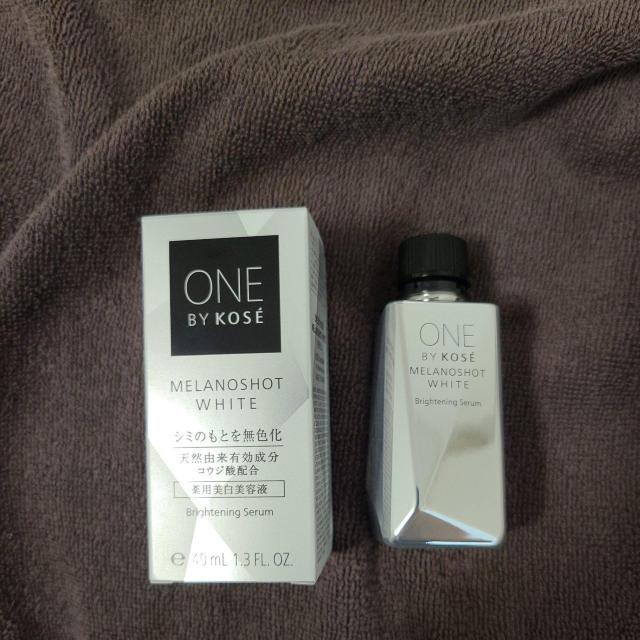 ONE
BY KOSÉ
MELANOSHOT
WHITE
シミのもとを無色化
天然由来有効成分
コウジ酸配合
薬用美白美容液
Brightening Serum
℮ 40 mL 1.3 FL. OZ.
ONE
BY KOSÉ
MELANOSHOT
WHITE
Brightening Serum